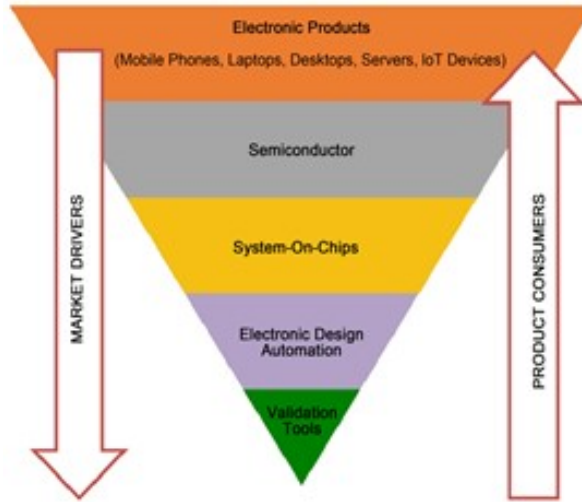 Electronic Products
(Mobile Phones, Laptops, Desktops, Servers, IoT Devices)
Semiconductor
System-On-Chips
Electronic Design
Automation
Validation
Tools
MARKET DRIVERS
PRODUCT CONSUMERS